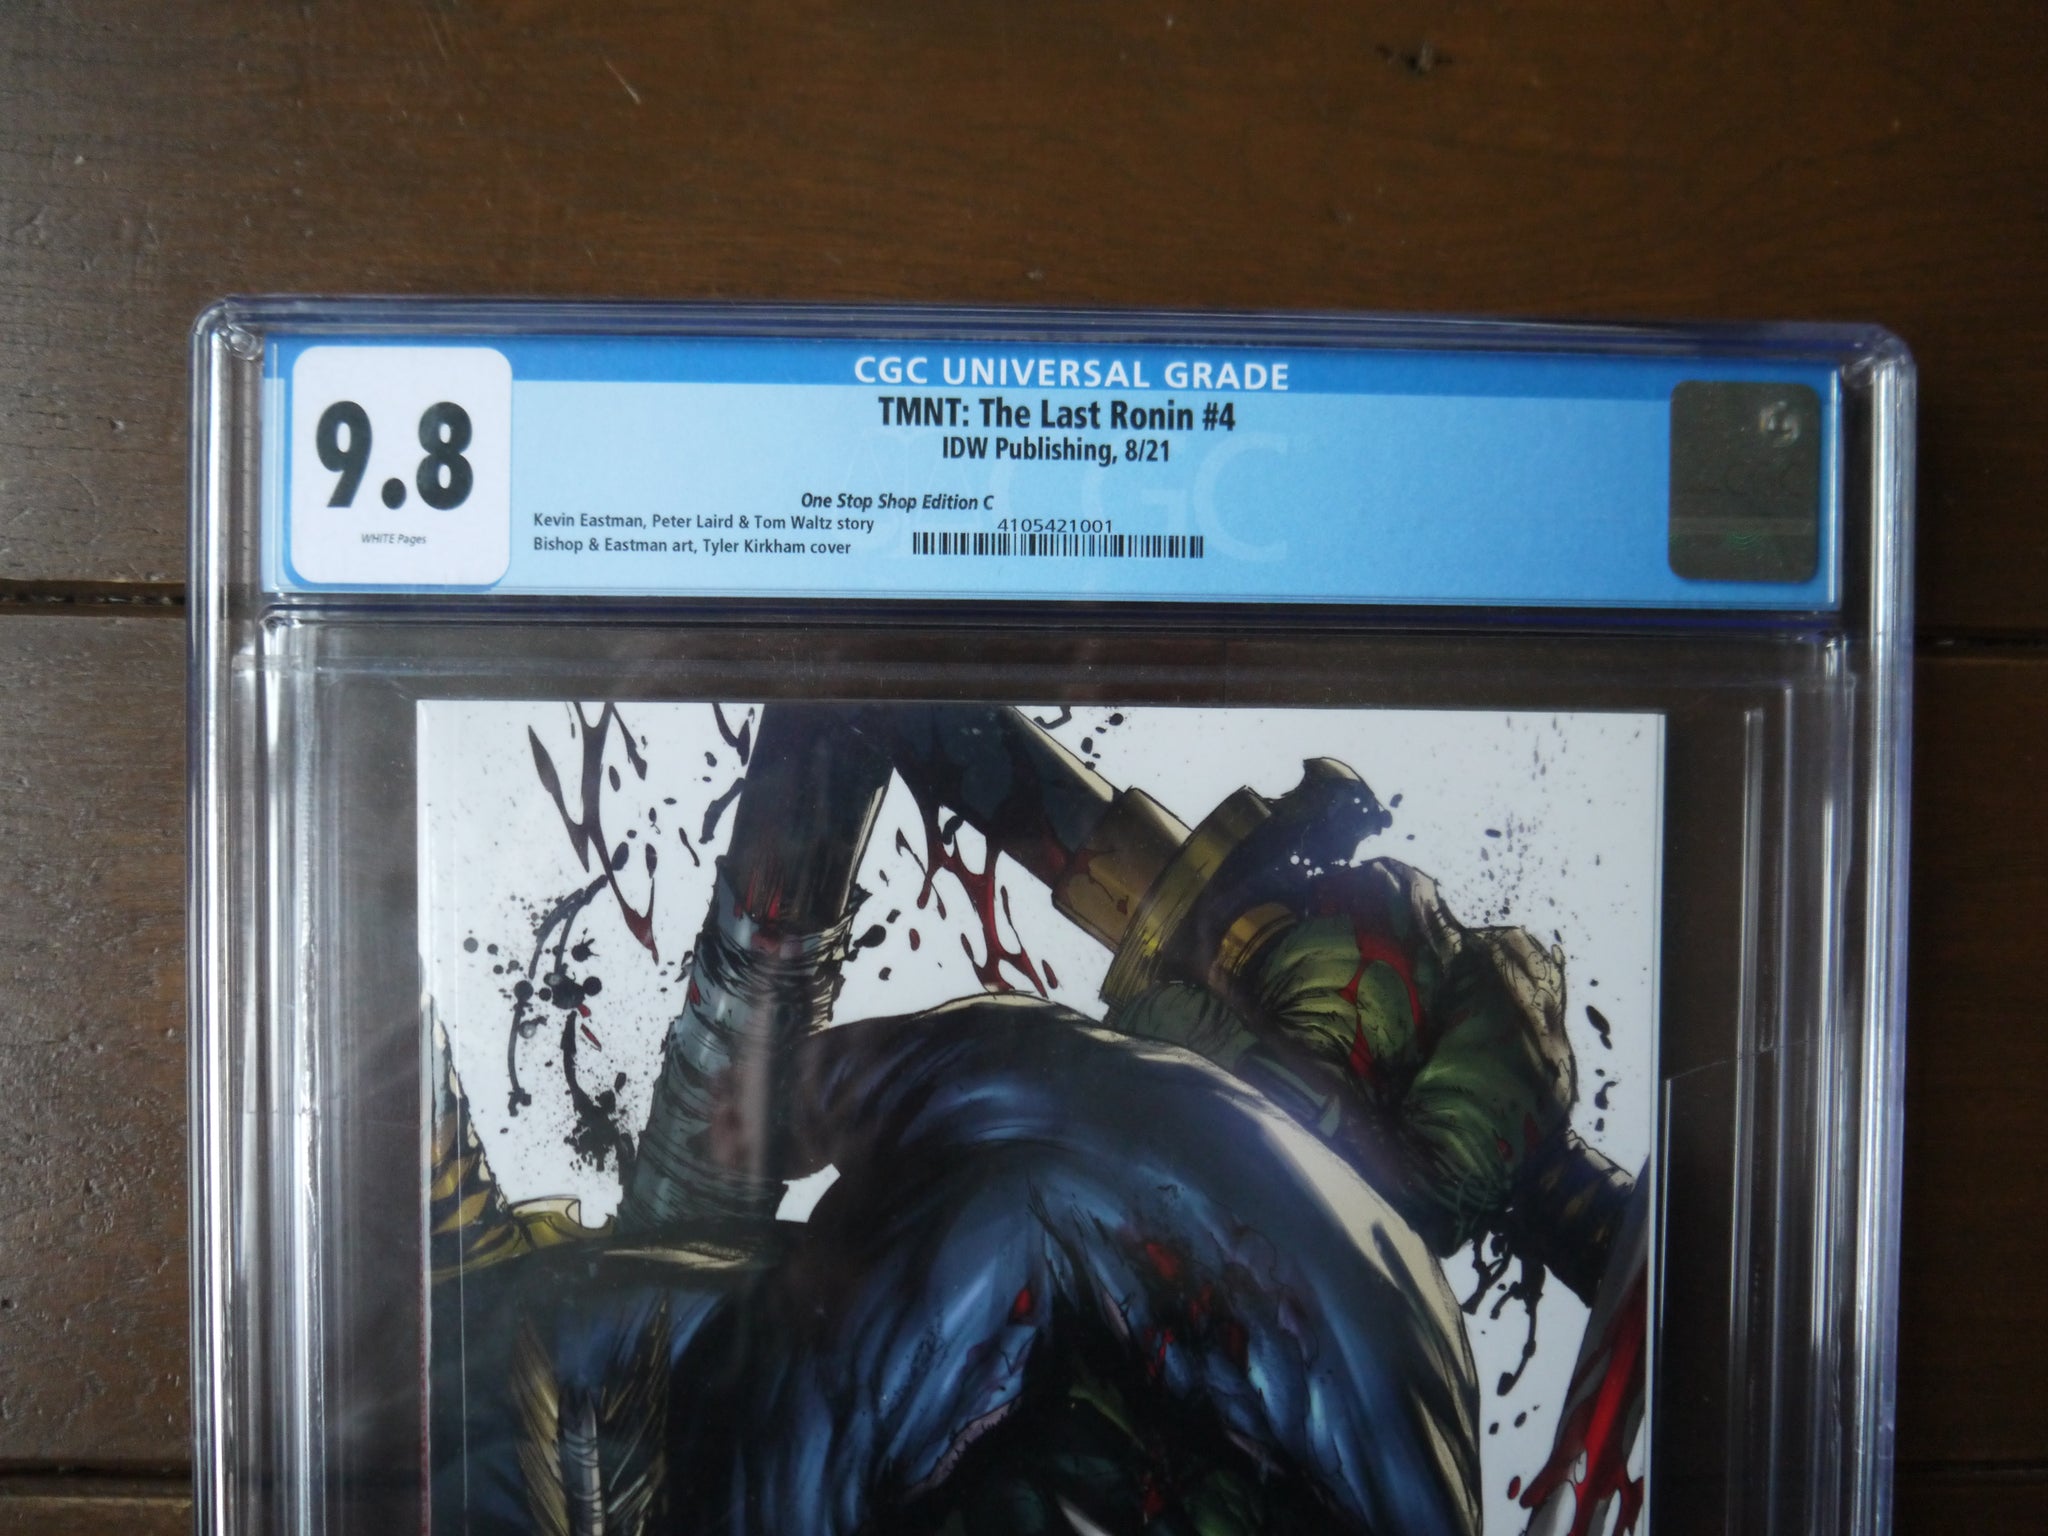 CGC UNIVERSAL GRADE
9.8
WHITE Pages
TMNT: The Last Ronin #4
IDW Publishing, 8/21
One Stop Shop Edition C
Kevin Eastman, Peter Laird & Tom Waltz story
Bishop & Eastman art, Tyler Kirkham cover
4105421001
CGC